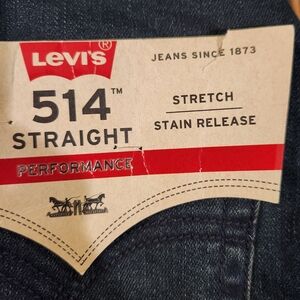 LEVI'S®
JEANS SINCE 1873
514™
STRAIGHT
STRETCH
STAIN RELEASE
PERFORMANCE